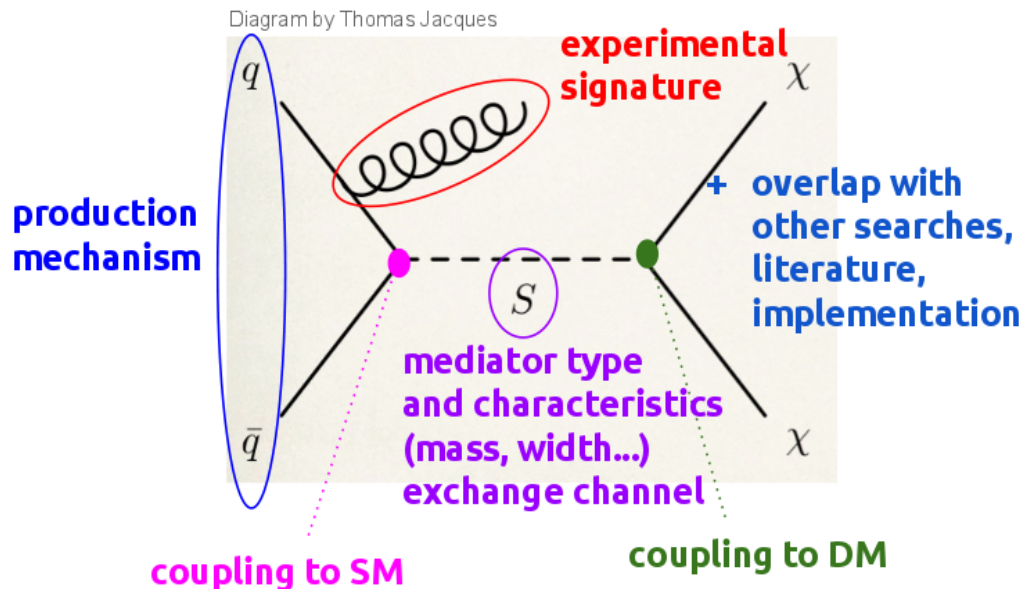 Diagram by Thomas Jacques
experimental
signature
q
χ
production
mechanism
+ overlap with
other searches,
literature,
implementation
S
mediator type
and characteristics
(mass, width...)
exchange channel
q̄
χ
coupling to SM
coupling to DM